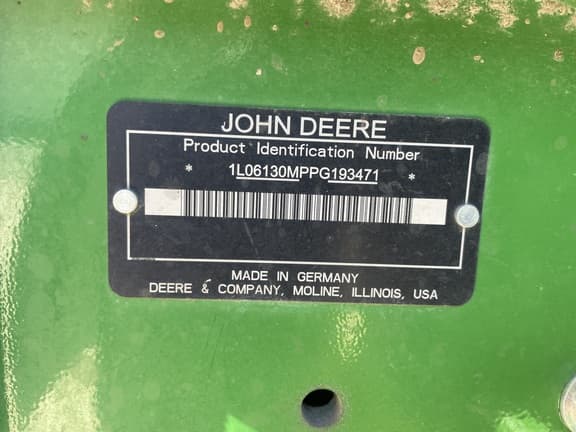 JOHN DEERE
Product Identification Number
* 1L06130MPPG193471 *
MADE IN GERMANY
DEERE & COMPANY, MOLINE, ILLINOIS, USA